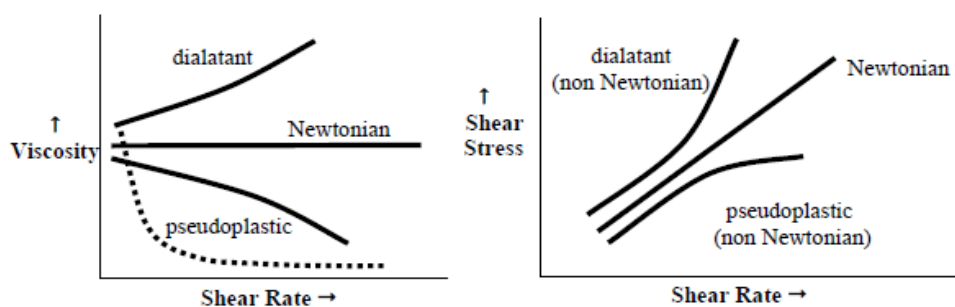 dialatant
↑
Viscosity
Newtonian
pseudoplastic
Shear Rate →
dialatant
(non Newtonian)
Newtonian
↑
Shear
Stress
pseudoplastic
(non Newtonian)
Shear Rate →